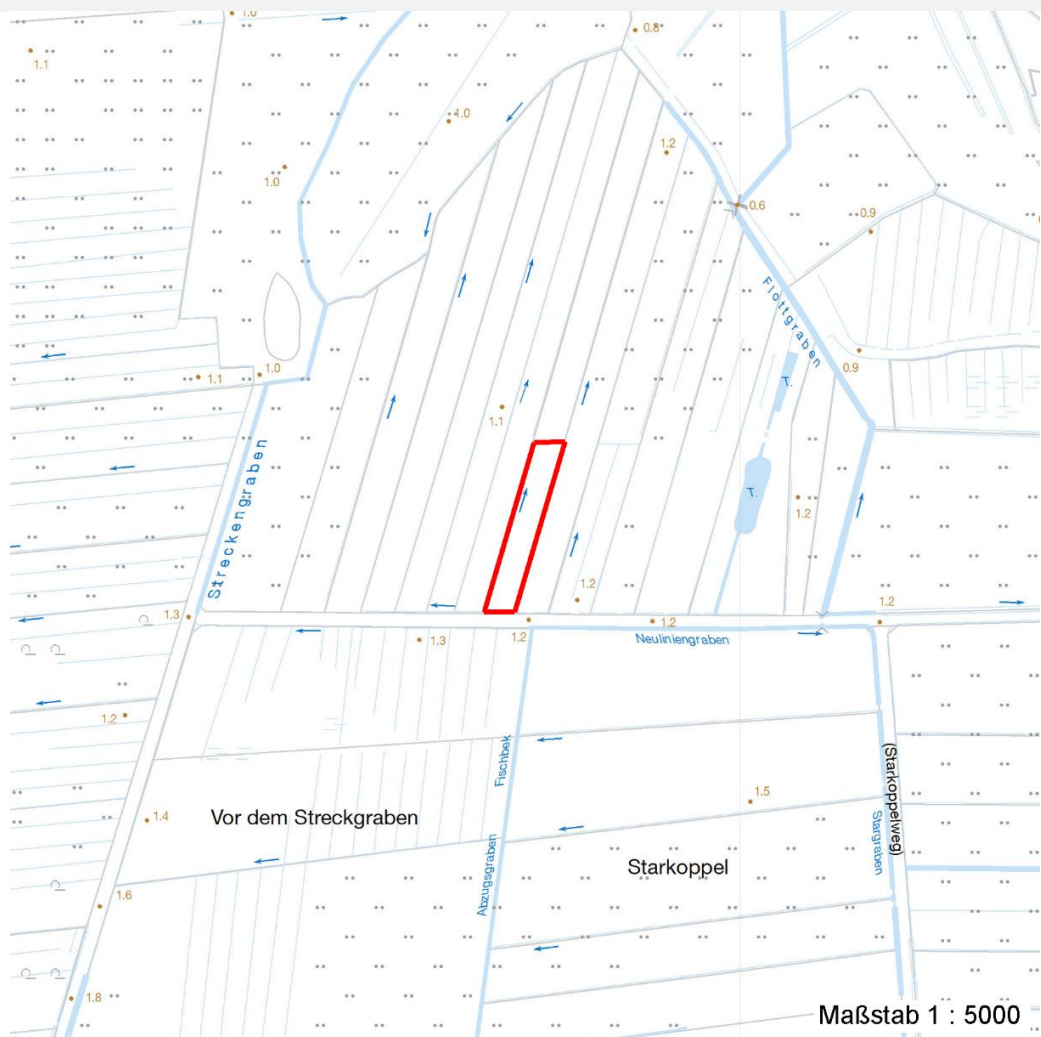 1.0
0.8
1.1
1.0
1.2
1.0
0.6
0.9
Flottgraben
1.1
1.0
0.9
T.
1.1
Streckengraben
T.
1.2
1.2
1.3
1.2
1.2
1.2
1.3
Neuliniengraben
1.2
Fischbek
(Starkoppelweg)
1.5
1.4
Vor dem Streckgraben
Stargraben
Abzugsgraben
Starkoppel
1.6
1.8
Maßstab 1 : 5000